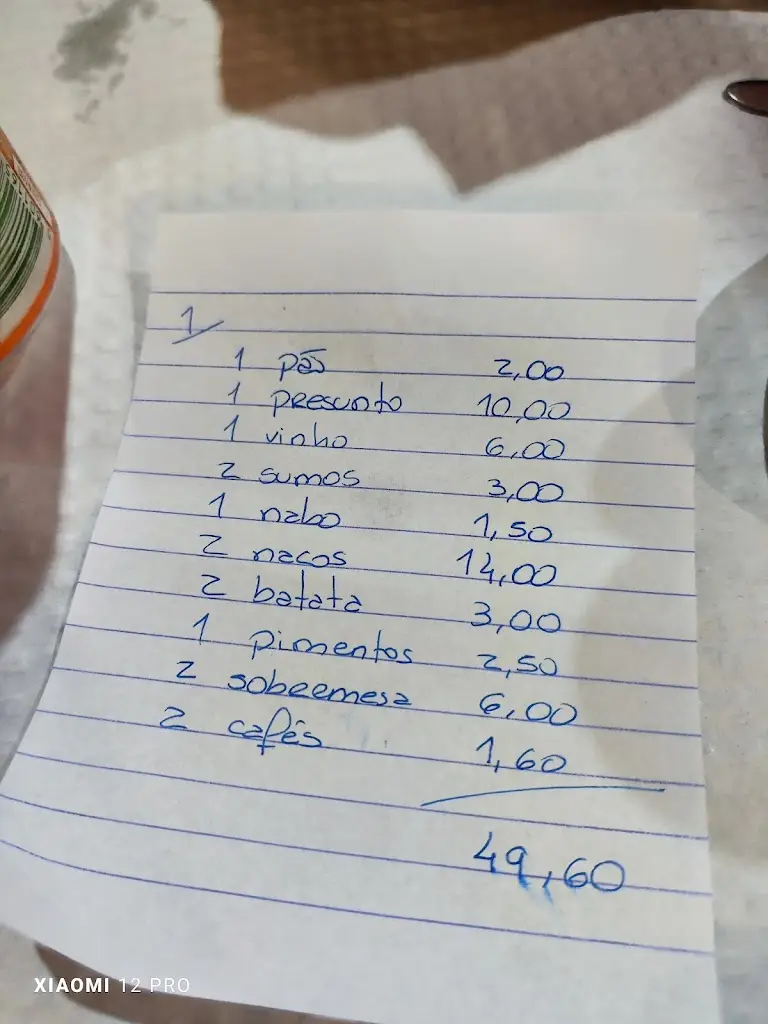 1/
1 pão 2,00
1 presunto 10,00
1 vinho 6,00
2 sumos 3,00
1 nabo 1,50
2 nacos 14,00
2 batata 3,00
1 pimentos 2,50
2 sobremesa 6,00
2 cafés 1,60
49,60
XIAOMI 12 PRO